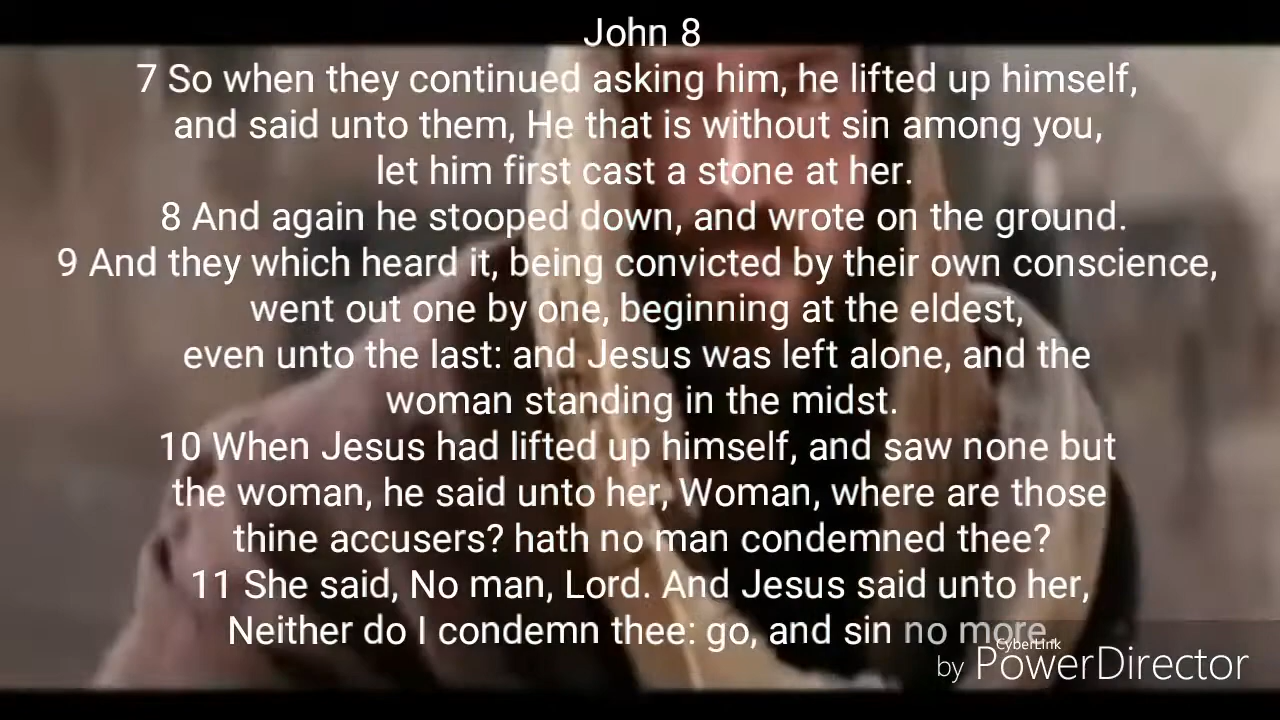 John 8
7 So when they continued asking him, he lifted up himself,
and said unto them, He that is without sin among you,
let him first cast a stone at her.
8 And again he stooped down, and wrote on the ground.
9 And they which heard it, being convicted by their own conscience,
went out one by one, beginning at the eldest,
even unto the last: and Jesus was left alone, and the
woman standing in the midst.
10 When Jesus had lifted up himself, and saw none but
the woman, he said unto her, Woman, where are those
thine accusers? hath no man condemned thee?
11 She said, No man, Lord. And Jesus said unto her,
Neither do I condemn thee: go, and sin no more.
CyberLink
by PowerDirector